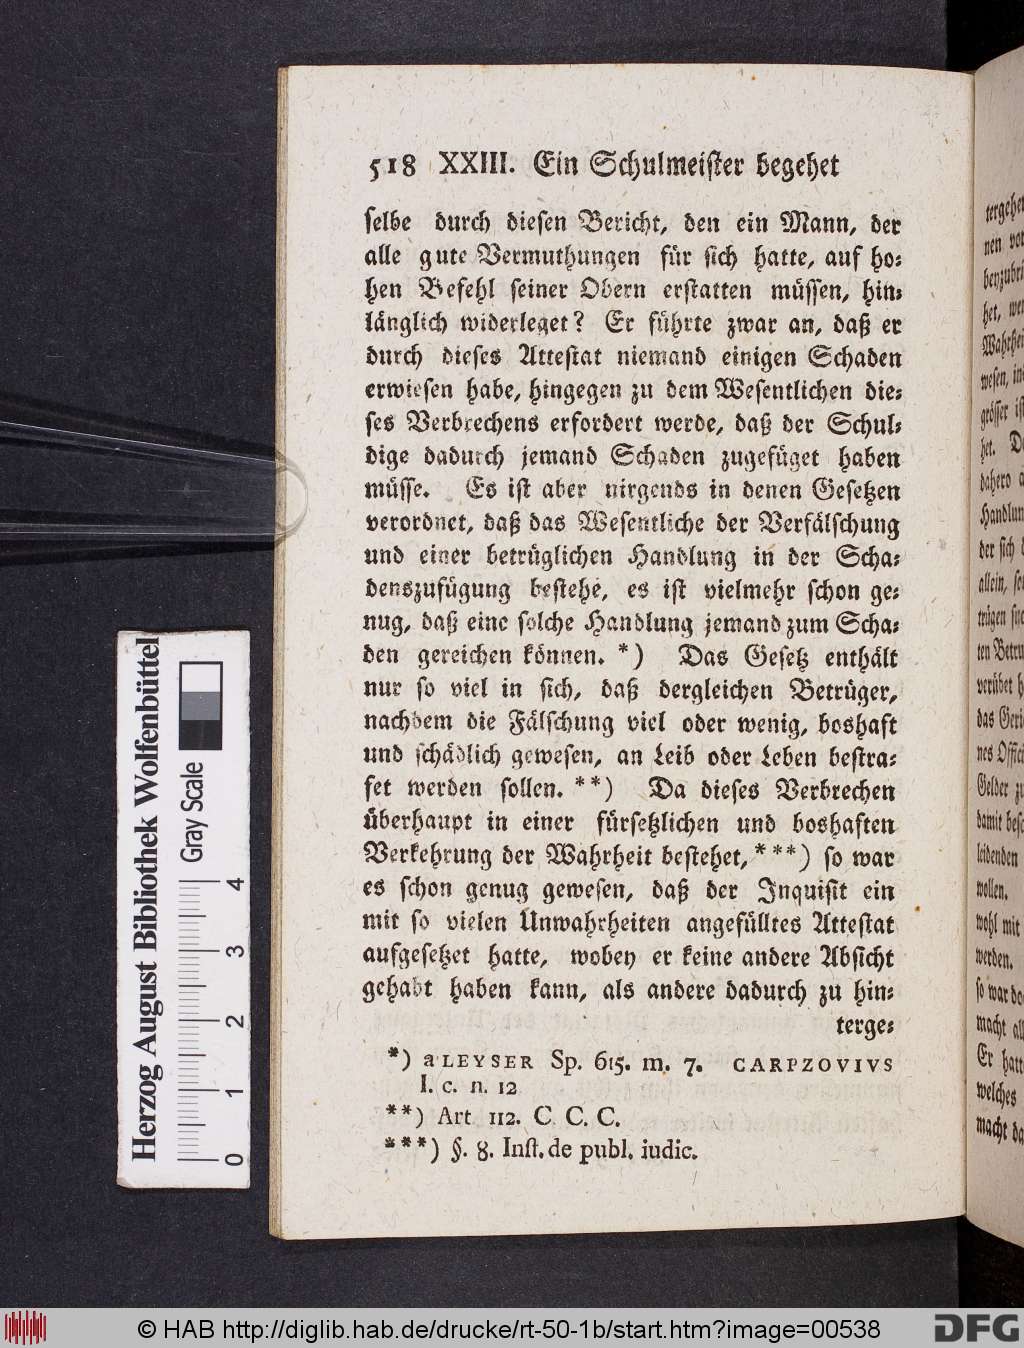 518 XXIII. Ein Schulmeiſter begehet
ſelbe durch dieſen Bericht, den ein Mann, der
alle gute Vermuthungen für ſich hatte, auf ho⸗
hen Befehl ſeiner Obern erſtatten müſſen, hin⸗
länglich widerleget? Er führte zwar an, daß er
durch dieſes Atteſtat niemand einigen Schaden
erwieſen habe, hingegen zu dem Weſentlichen die⸗
ſes Verbrechens erfordert werde, daß der Schul⸗
dige dadurch jemand Schaden zugefüget haben
müſſe. Es iſt aber nirgends in denen Geſetzen
verordnet, daß das Weſentliche der Verfälſchung
und einer betrüglichen Handlung in der Scha⸗
denszufügung beſtehe, es iſt vielmehr ſchon ge⸗
nug, daß eine ſolche Handlung jemand zum Scha⸗
den gereichen können. *) Das Geſetz enthält
nur ſo viel in ſich, daß dergleichen Betrüger,
nachdem die Fälſchung viel oder wenig, boshaft
und ſchädlich geweſen, an Leib oder Leben beſtra⸗
fet werden ſollen. **) Da dieſes Verbrechen
überhaupt in einer fürſetzlichen und boshaften
Verkehrung der Wahrheit beſtehet, ***) ſo war
es ſchon genug geweſen, daß der Inquiſit ein
mit ſo vielen Unwahrheiten angefülltes Atteſtat
aufgeſetzet hatte, wobey er keine andere Abſicht
gehabt haben kann, als andere dadurch zu hin⸗
terge⸗
*) a LEYSER Sp. 615. m. 7. CARPZOVIVS
l. c. n. 12
**) Art 112. C. C. C.
***) §. 8. Inſt. de publ. iudic.
Herzog August Bibliothek Wolfenbüttel
Gray Scale
0 1 2 3 4
© HAB http://diglib.hab.de/drucke/rt-50-1b/start.htm?image=00538
DFG